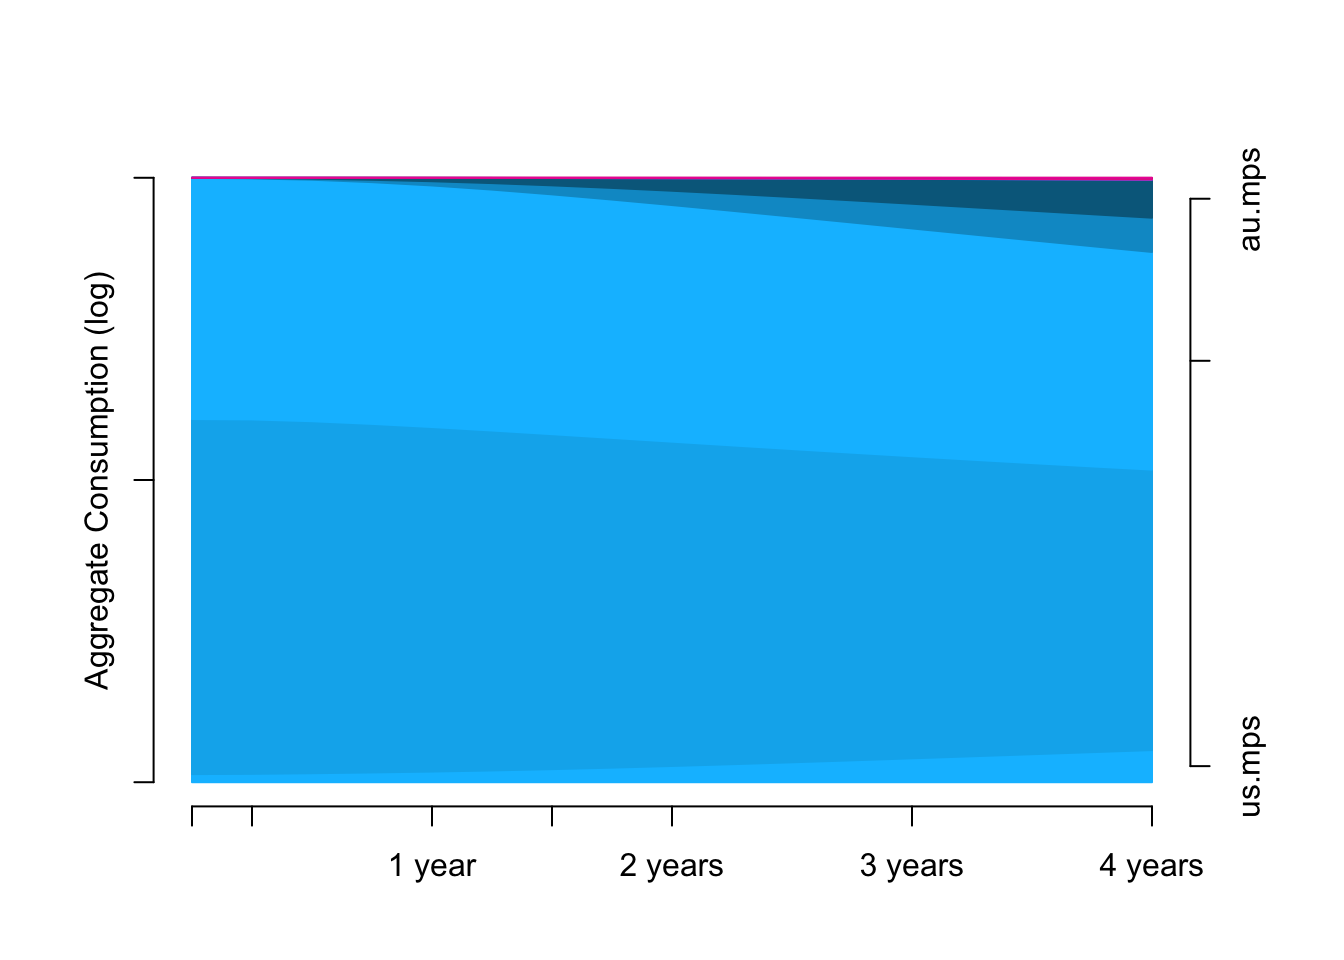 Aggregate Consumption (log)
au.mps
us.mps
1 year
2 years
3 years
4 years